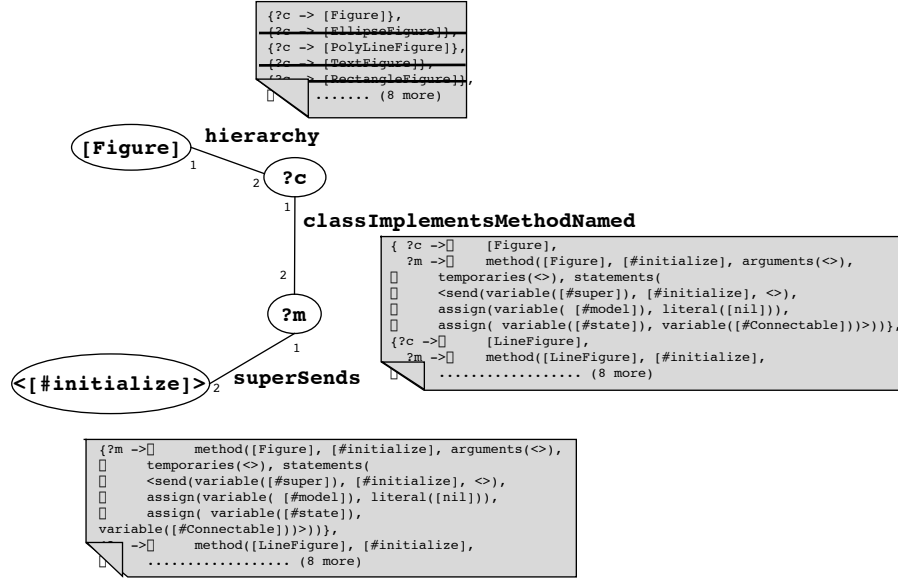 {?c -> [Figure]},
{?c -> [EllipseFigure]},
{?c -> [PolyLineFigure]},
{?c -> [TextFigure]},
{?c -> [RectangleFigure]},
....... (8 more)
hierarchy
[Figure]
1
2
?c
1
classImplementsMethodNamed
{ ?c -> [Figure],
?m -> method([Figure], [#initialize], arguments(<>),
temporaries(<>), statements(
<send(variable([#super]), [#initialize], <>),
assign(variable( [#model]), literal([nil])),
assign( variable([#state]), variable([#Connectable]))>))},
{?c -> [LineFigure],
?m -> method([LineFigure], [#initialize],
.................. (8 more)
2
?m
1
superSends
2
<[#initialize]>
{?m -> method([Figure], [#initialize], arguments(<>),
temporaries(<>), statements(
<send(variable([#super]), [#initialize], <>),
assign(variable( [#model]), literal([nil])),
assign( variable([#state]),
variable([#Connectable]))>))},
-> method([LineFigure], [#initialize],
.................. (8 more)